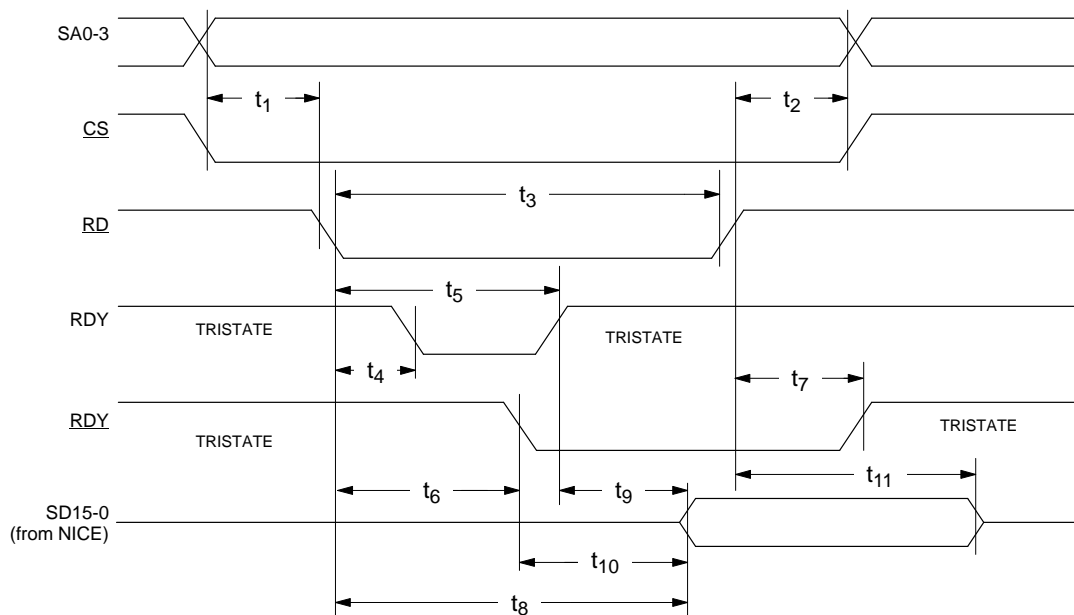 SA0-3
t1
t2
CS
t3
RD
t5
RDY
TRISTATE
TRISTATE
t4
t7
RDY
TRISTATE
TRISTATE
t11
t6
t9
SD15-0
(from NICE)
t10
t8